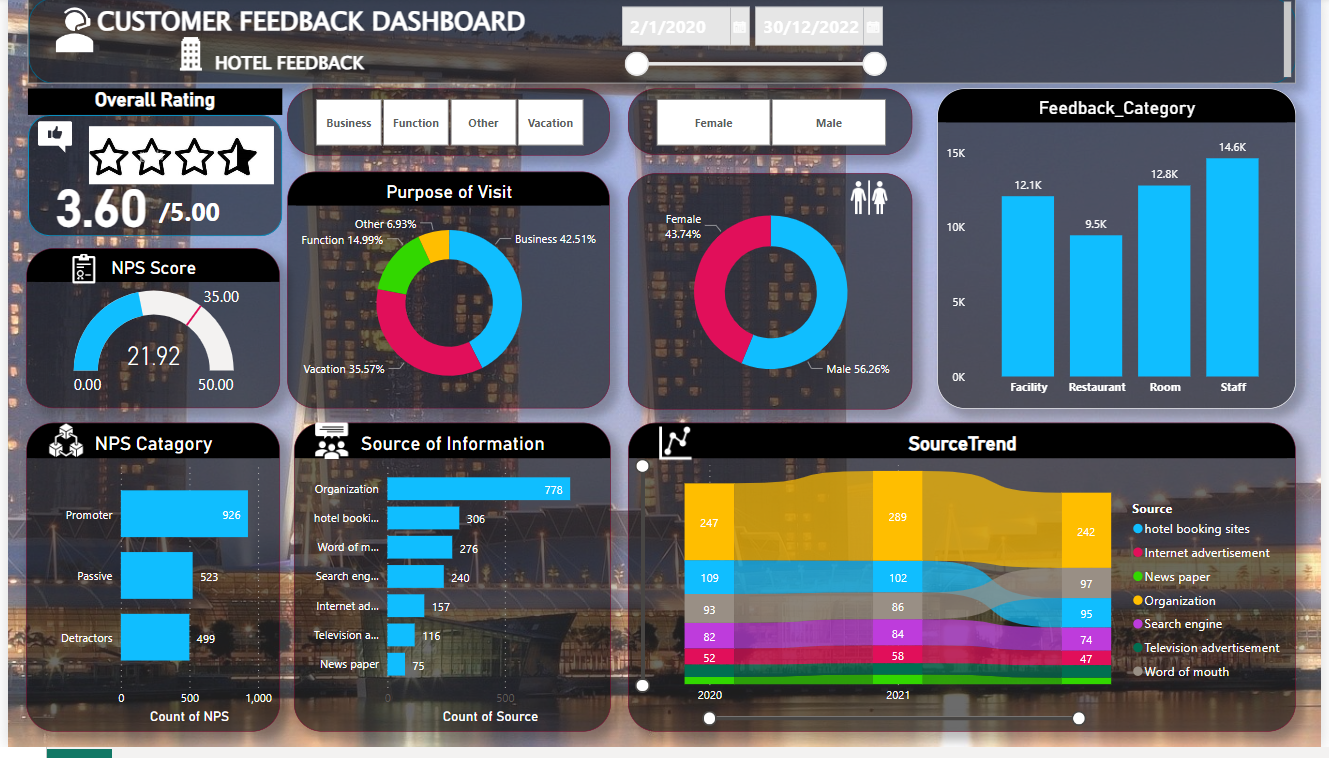 CUSTOMER FEEDBACK DASHBOARD
HOTEL FEEDBACK
2/1/2020
30/12/2022
Overall Rating
3.60 /5.00
Business
Function
Other
Vacation
Female
Male
Purpose of Visit
Other 6.93%
Function 14.99%
Business 42.51%
Vacation 35.57%
Female
43.74%
Male 56.26%
Feedback_Category
15K
10K
5K
0K
12.1K
9.5K
12.8K
14.6K
Facility
Restaurant
Room
Staff
NPS Score
35.00
21.92
0.00
50.00
NPS Catagory
Promoter
926
Passive
523
Detractors
499
0
500
1,000
Count of NPS
Source of Information
Organization
778
hotel booki...
306
Word of m...
276
Search eng...
240
Internet ad...
157
Television a...
116
News paper
75
0
500
Count of Source
SourceTrend
247
289
242
109
102
97
93
86
95
82
84
74
52
58
47
2020
2021
Source
hotel booking sites
Internet advertisement
News paper
Organization
Search engine
Television advertisement
Word of mouth